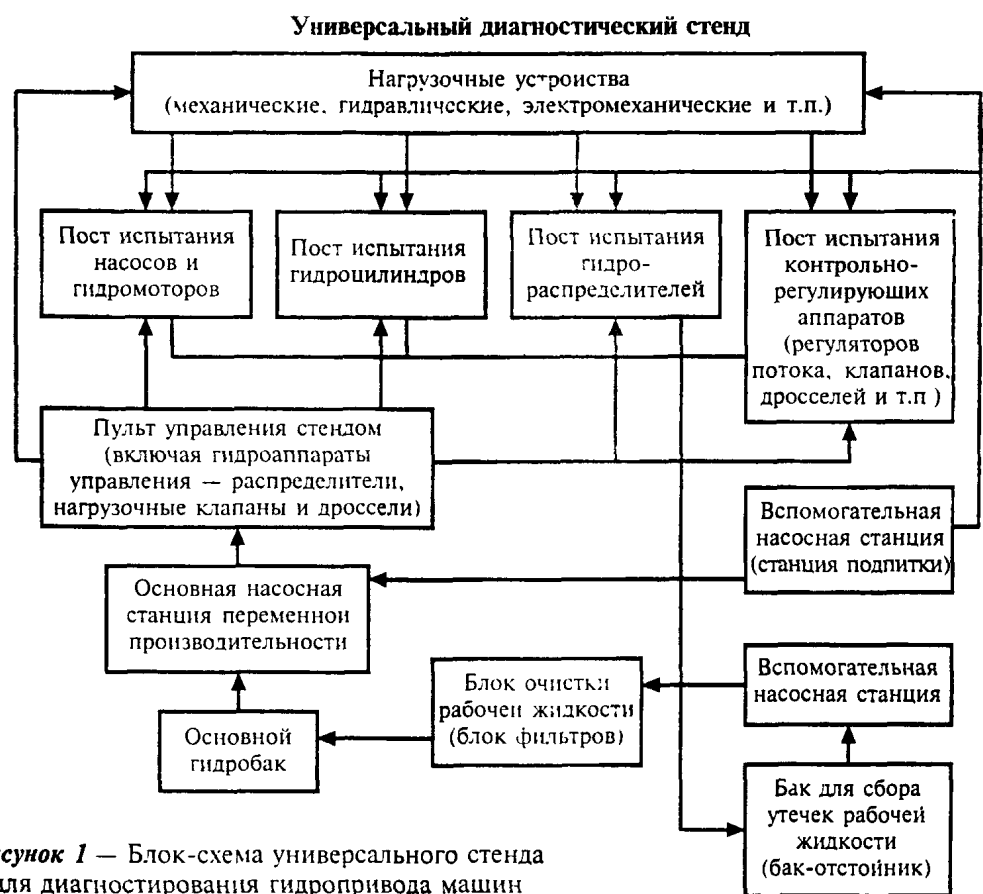 Универсальный диагностический стенд
Нагрузочные устройства
(механические, гидравлические, электромеханические и т.п.)
Пост испытания
насосов и
гидромоторов
Пост испытания
гидроцилиндров
Пост испытания
гидро-
распределителей
Пост испытания
контрольно-
регулирующих
аппаратов
(регуляторов
потока, клапанов,
дросселей и т.п )
Пульт управления стендом
(включая гидроаппараты
управления — распределители,
нагрузочные клапаны и дроссели)
Вспомогательная
насосная станция
(станция подпитки)
Основная насосная
станция переменной
производительности
Основной
гидробак
Блок очистки
рабочей жидкости
(блок фильтров)
Вспомогательная
насосная станция
Бак для сбора
утечек рабочей
жидкости
(бак-отстойник)
сунок 1 — Блок-схема универсального стенда
для диагностирования гидропривода машин